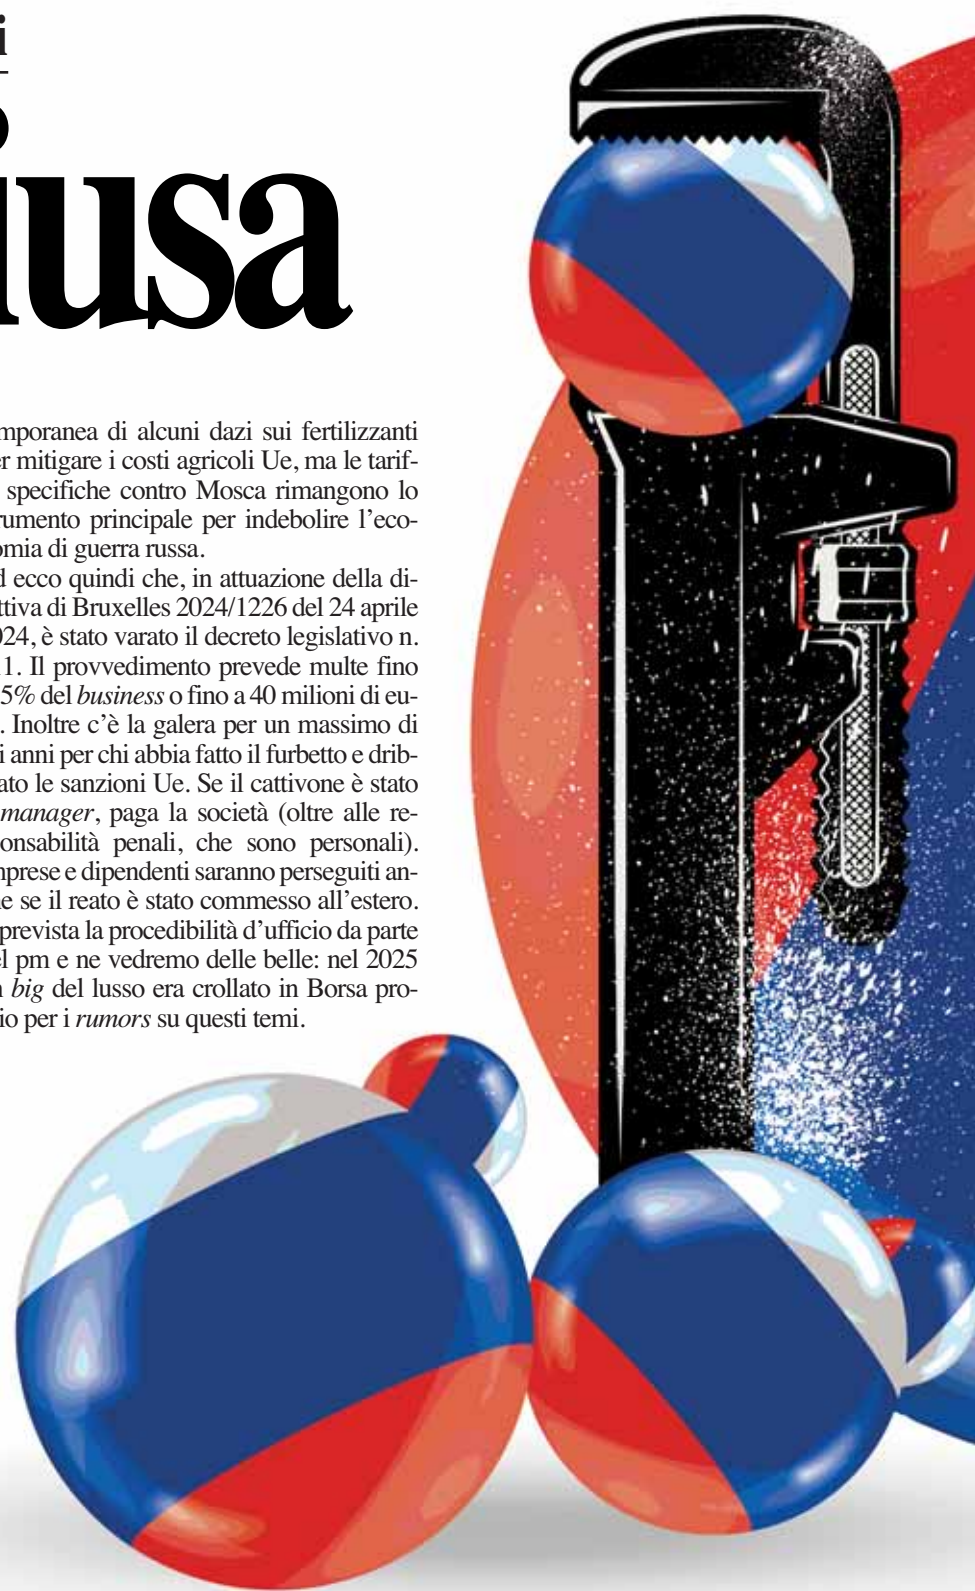 i
usa
mporanea di alcuni dazi sui fertilizzanti
er mitigare i costi agricoli Ue, ma le tarif-
specifiche contro Mosca rimangono lo
rumento principale per indebolire l’eco-
omia di guerra russa.
d ecco quindi che, in attuazione della di-
ttiva di Bruxelles 2024/1226 del 24 aprile
024, è stato varato il decreto legislativo n.
11. Il provvedimento prevede multe fino
5% del business o fino a 40 milioni di eu-
. Inoltre c’è la galera per un massimo di
i anni per chi abbia fatto il furbetto e drib-
ato le sanzioni Ue. Se il cattivone è stato
manager, paga la società (oltre alle re-
onsabilità penali, che sono personali).
mprese e dipendenti saranno perseguiti an-
he se il reato è stato commesso all’estero.
prevista la procedibilità d’ufficio da parte
el pm e ne vedremo delle belle: nel 2025
n big del lusso era crollato in Borsa pro-
io per i rumors su questi temi.